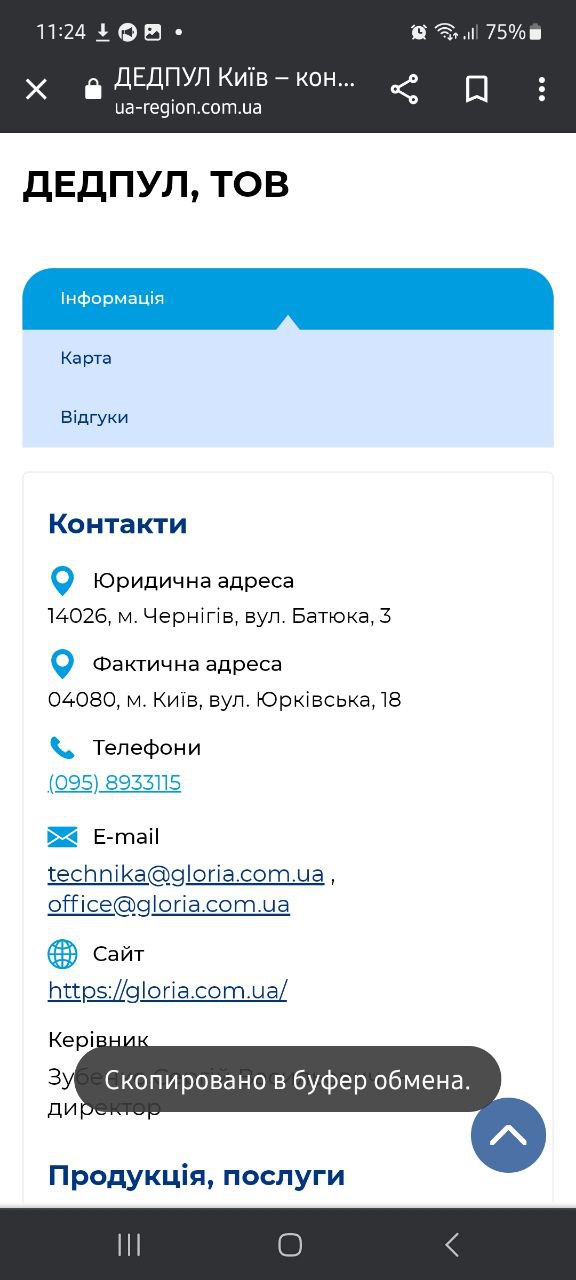 11:24
75%
ДЕДПУЛ Київ – кон...
ua-region.com.ua
ДЕДПУЛ, ТОВ
Інформація
Карта
Відгуки
Контакти
Юридична адреса
14026, м. Чернігів, вул. Батюка, 3
Фактична адреса
04080, м. Київ, вул. Юрківська, 18
Телефони
(095) 8933115
E-mail
technika@gloria.com.ua ,
office@gloria.com.ua
Сайт
https://gloria.com.ua/
Керівник
Скопировано в буфер обмена.
директор
Продукція, послуги